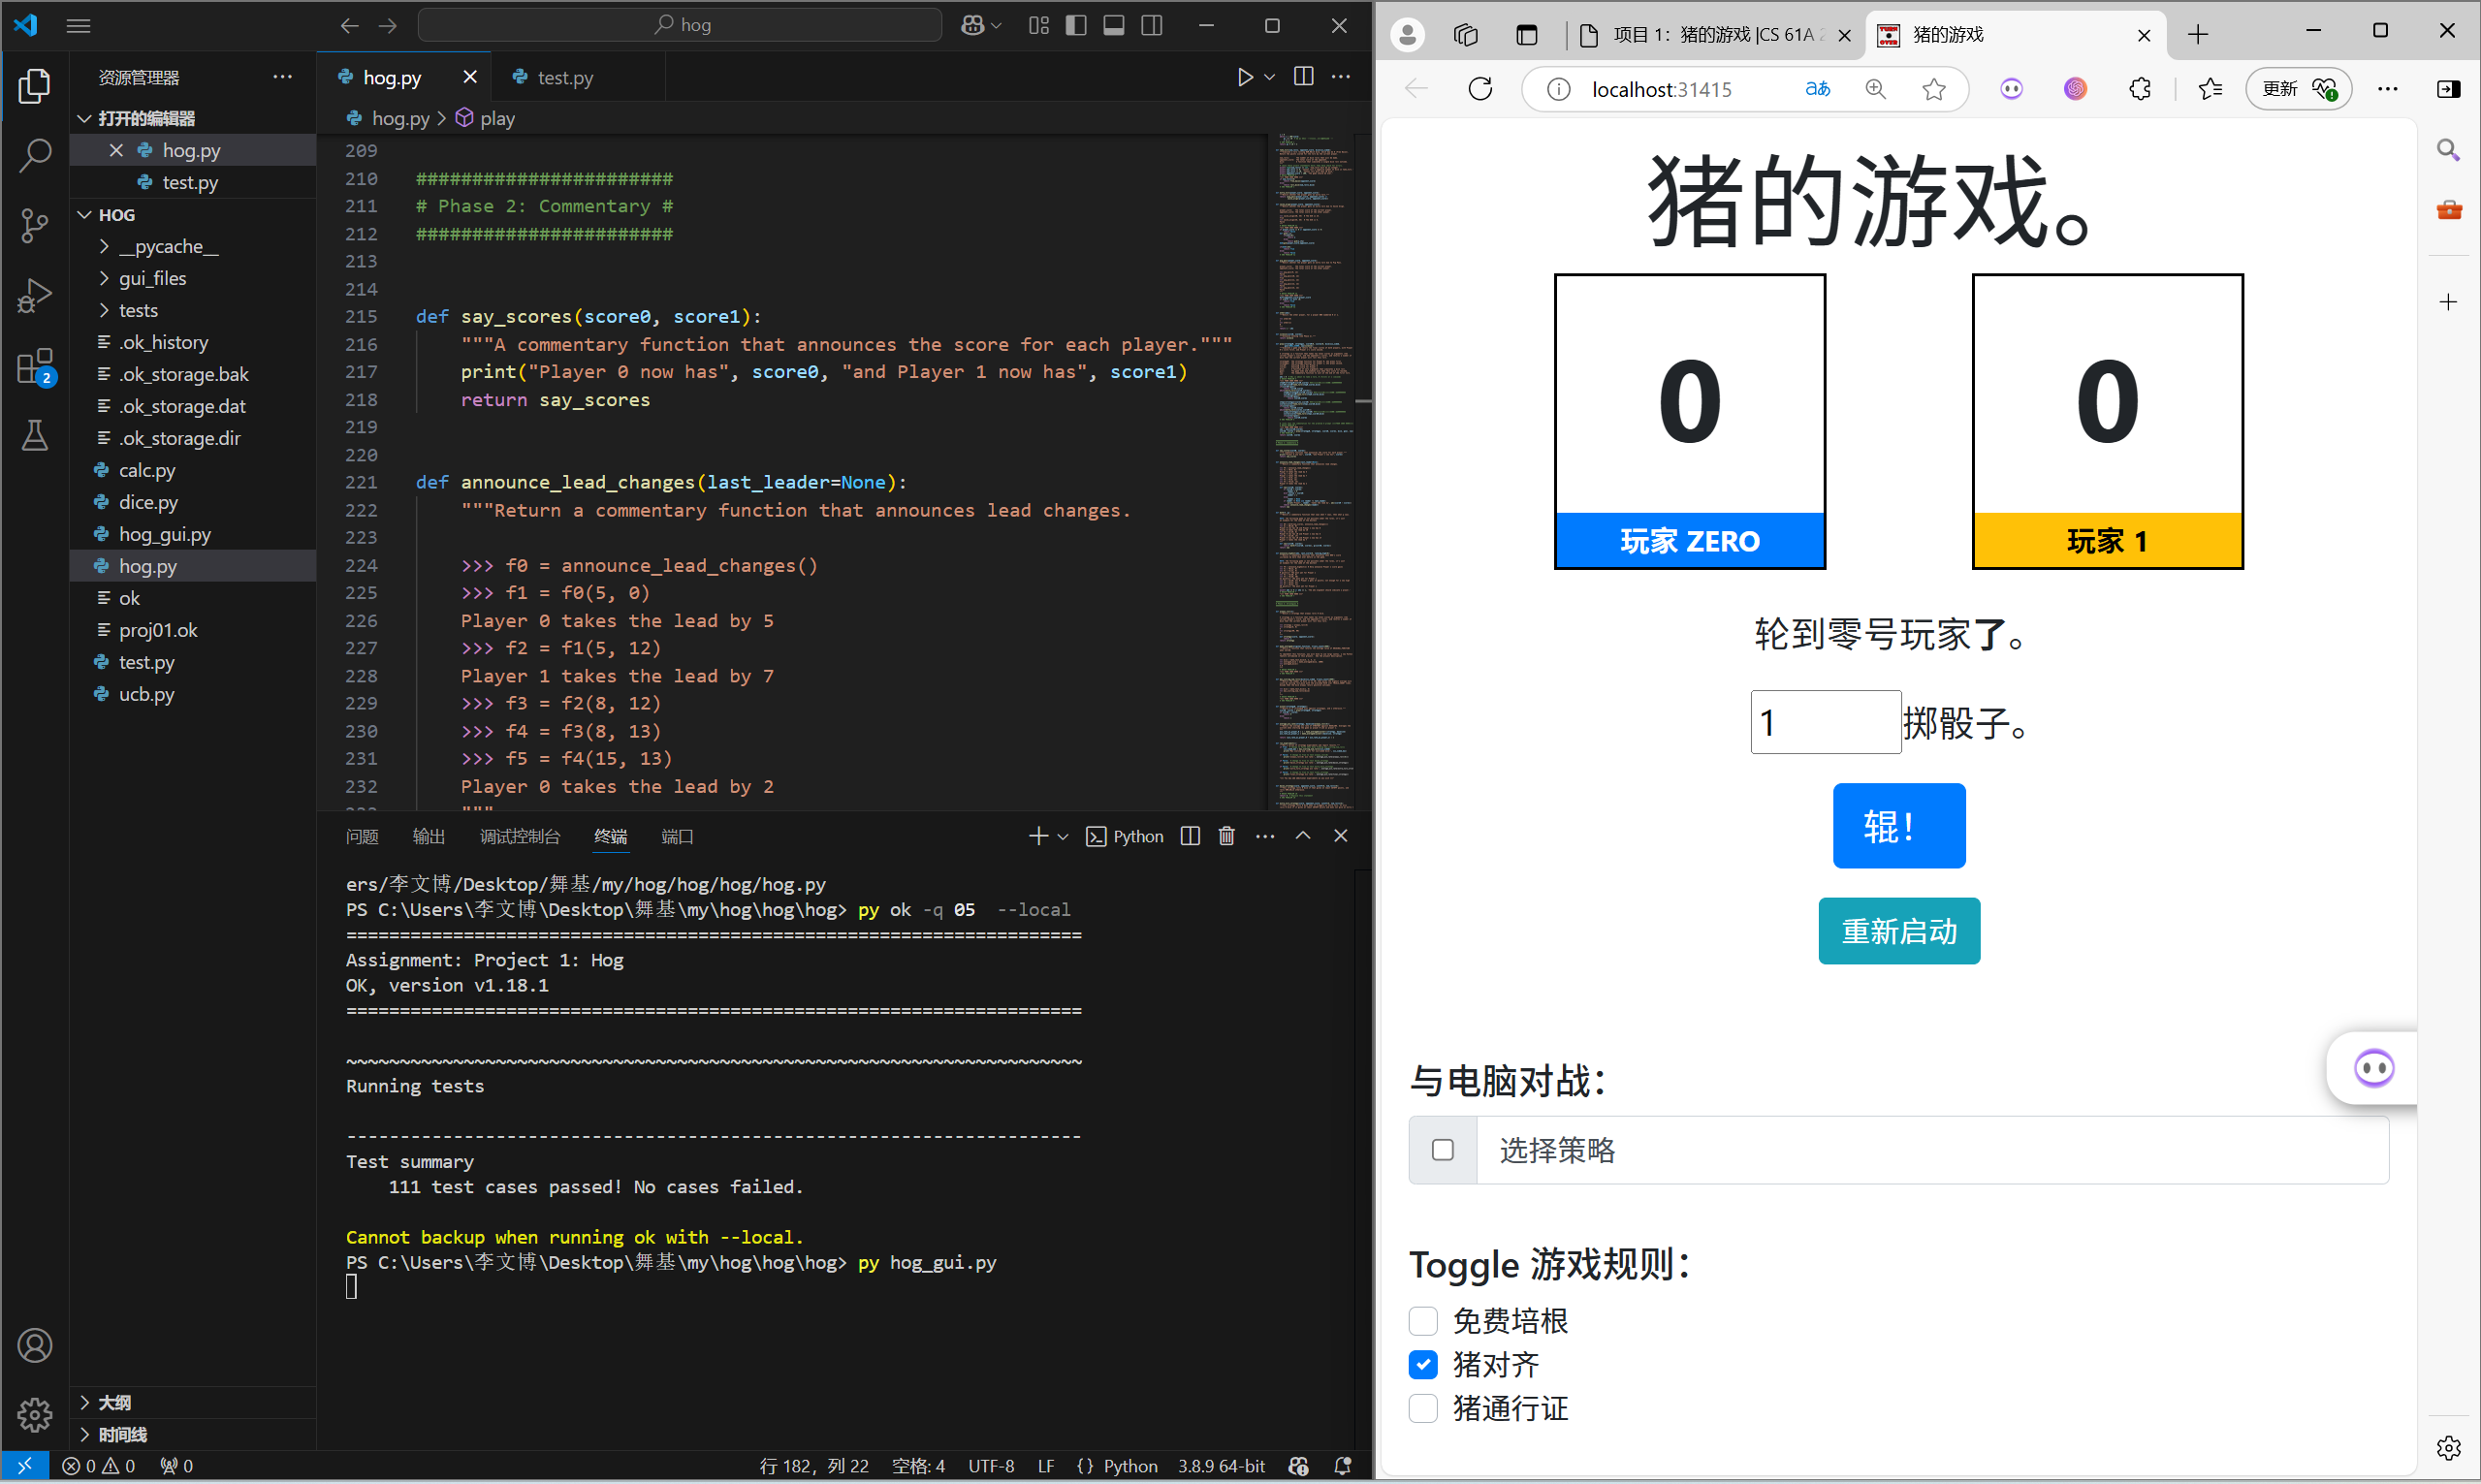 hog
资源管理器
打开的编辑器
hog.py
test.py
HOG
__pycache__
gui_files
tests
.ok_history
.ok_storage.bak
.ok_storage.dat
.ok_storage.dir
calc.py
dice.py
hog_gui.py
hog.py
ok
proj01.ok
test.py
ucb.py
大纲
时间线
2
hog.py
test.py
hog.py > play
209
210 #######################
211 # Phase 2: Commentary #
212 #######################
213
214
215 def say_scores(score0, score1):
216 """A commentary function that announces the score for each player."""
217 print("Player 0 now has", score0, "and Player 1 now has", score1)
218 return say_scores
219
220
221 def announce_lead_changes(last_leader=None):
222 """Return a commentary function that announces lead changes.
223
224 >>> f0 = announce_lead_changes()
225 >>> f1 = f0(5, 0)
226 Player 0 takes the lead by 5
227 >>> f2 = f1(5, 12)
228 Player 1 takes the lead by 7
229 >>> f3 = f2(8, 12)
230 >>> f4 = f3(8, 13)
231 >>> f5 = f4(15, 13)
232 Player 0 takes the lead by 2
问题 输出 调试控制台 终端 端口
Python
ers/李文博/Desktop/舞基/my/hog/hog/hog/hog.py
PS C:\Users\李文博\Desktop\舞基\my\hog\hog\hog> py ok -q 05  --local
=====================================================================
Assignment: Project 1: Hog
OK, version v1.18.1
=====================================================================
~~~~~~~~~~~~~~~~~~~~~~~~~~~~~~~~~~~~~~~~~~~~~~~~~~~~~~~~~~~~~~~~~~~~~
Running tests
---------------------------------------------------------------------
Test summary
111 test cases passed! No cases failed.
Cannot backup when running ok with --local.
PS C:\Users\李文博\Desktop\舞基\my\hog\hog\hog> py hog_gui.py
0 0 0
行 182，列 22 空格: 4 UTF-8 LF {} Python 3.8.9 64-bit
项目 1：猪的游戏 |CS 61A
猪的游戏
localhost:31415
更新
猪的游戏。
0
0
玩家 ZERO
玩家 1
轮到零号玩家了。
1 掷骰子。
辊！
重新启动
与电脑对战：
选择策略
Toggle 游戏规则：
免费培根
猪对齐
猪通行证